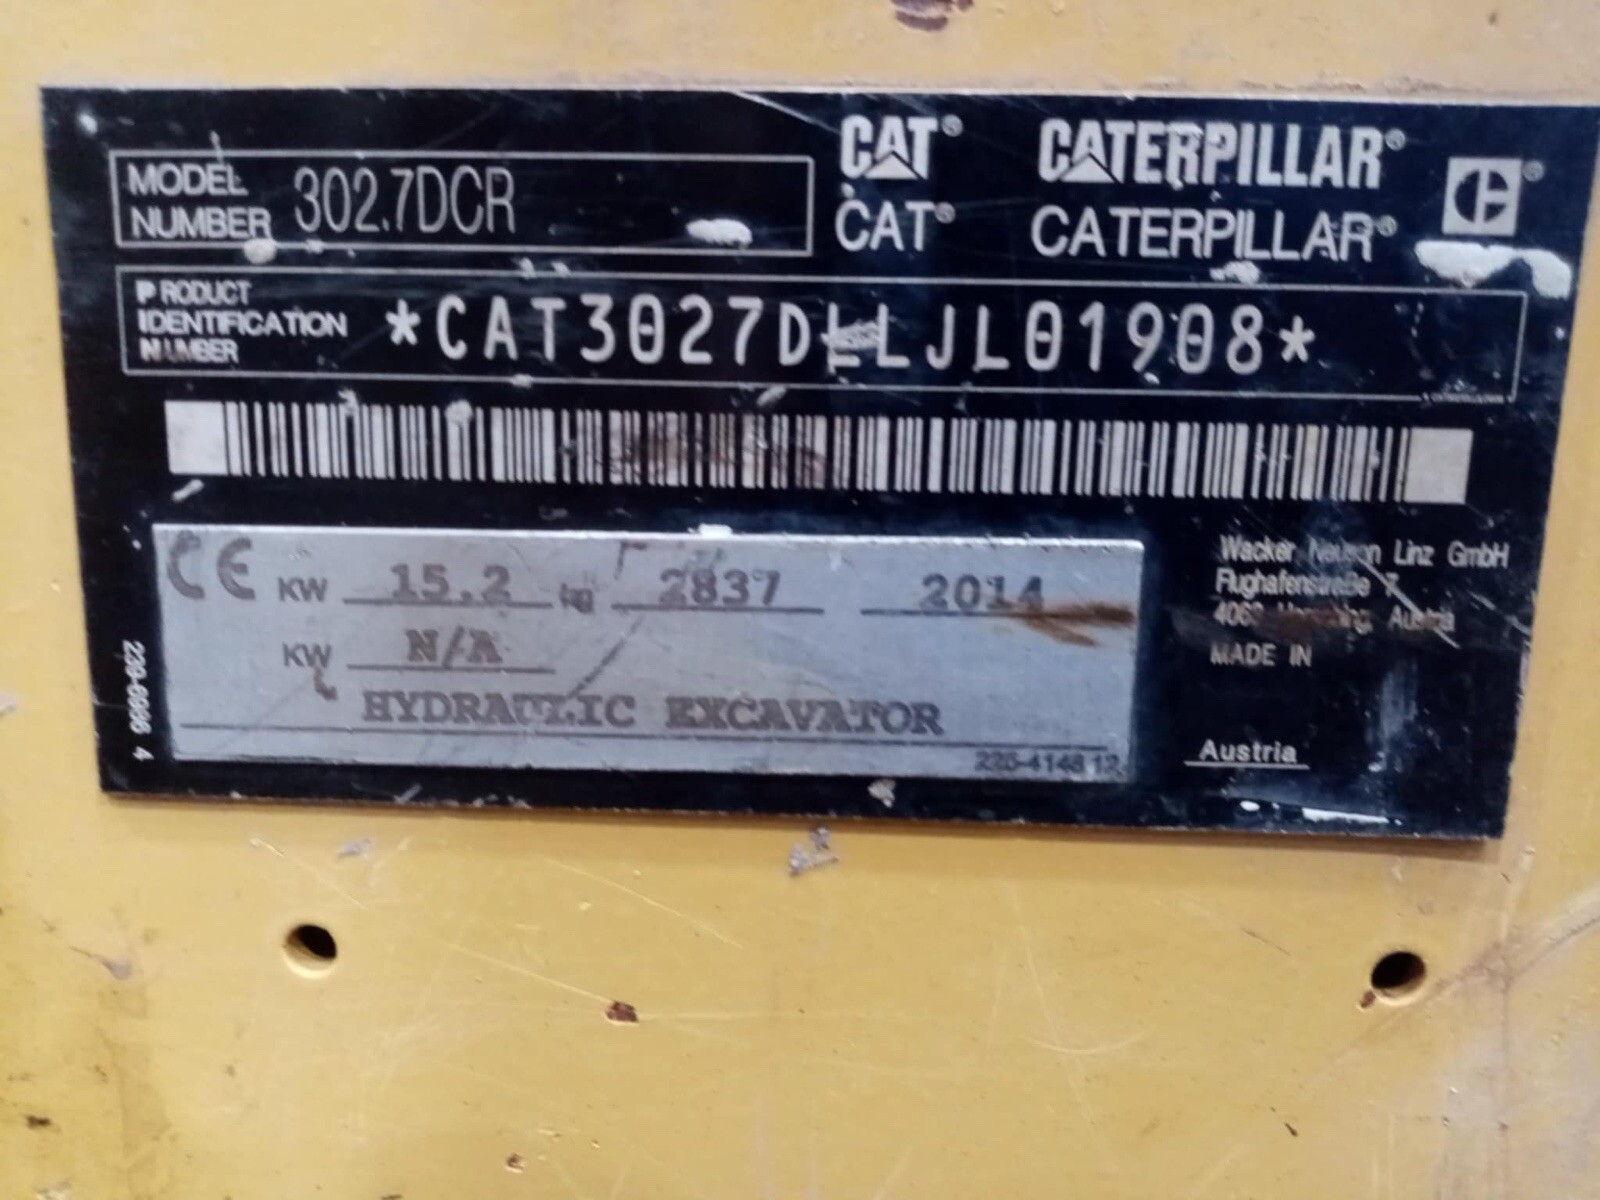 MODEL NUMBER 302.7DCR
CAT® CATERPILLAR®
CAT® CATERPILLAR®
PRODUCT IDENTIFICATION NUMBER
CE KW 15.2 kg 2837 2014
KW N/A
HYDRAULIC EXCAVATOR
Wacker Neuson Linz GmbH
Flughafenstraße 7
Austria
MADE IN
Austria